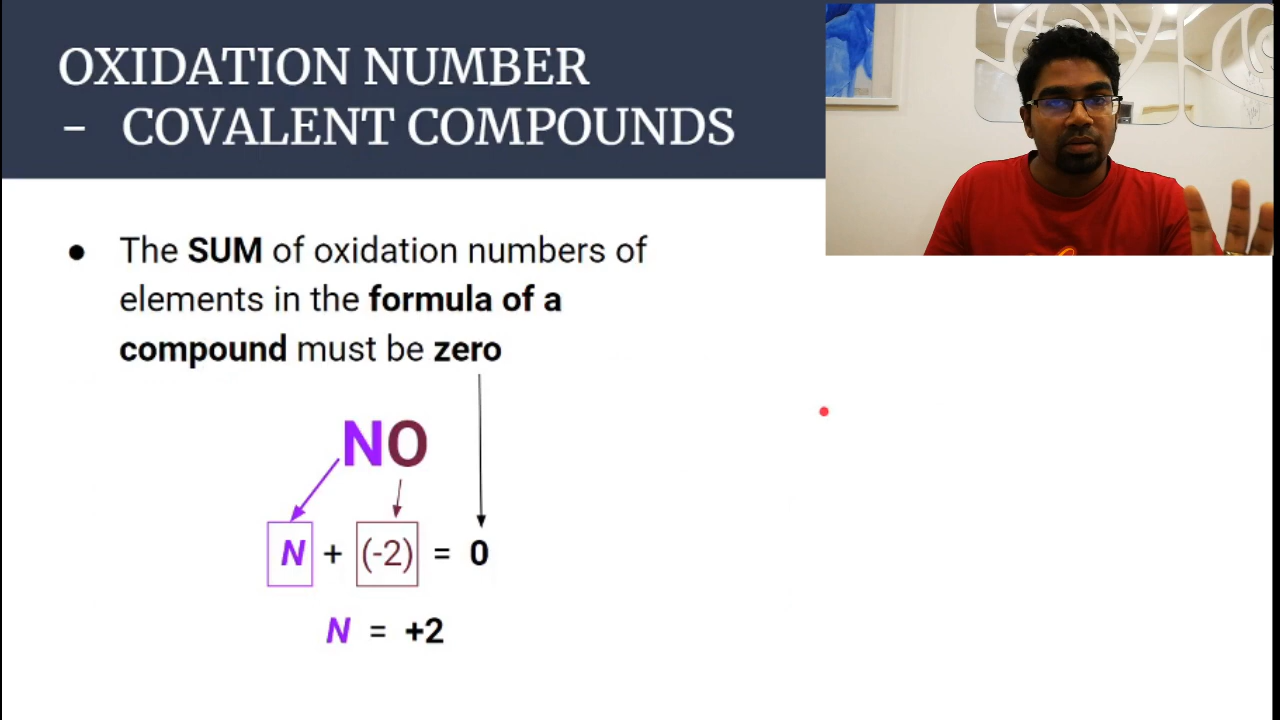 OXIDATION NUMBER
- COVALENT COMPOUNDS
● The SUM of oxidation numbers of
elements in the formula of a
compound must be zero
NO
N + (-2) = 0
N = +2